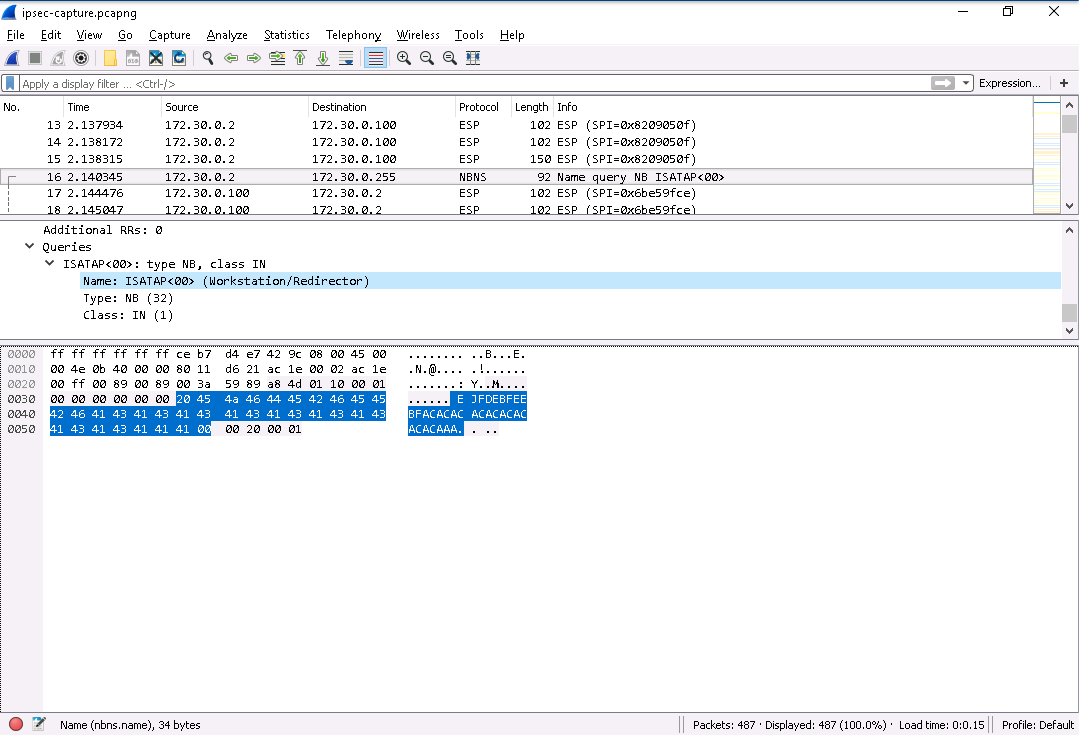 ipsec-capture.pcapng
File Edit View Go Capture Analyze Statistics Telephony Wireless Tools Help
Apply a display filter ... <Ctrl-/> Expression... +
No. Time Source Destination Protocol Length Info
13 2.137934 172.30.0.2 172.30.0.100 ESP 102 ESP (SPI=0x8209050f)
14 2.138172 172.30.0.2 172.30.0.100 ESP 102 ESP (SPI=0x8209050f)
15 2.138315 172.30.0.2 172.30.0.100 ESP 150 ESP (SPI=0x8209050f)
16 2.140345 172.30.0.2 172.30.0.255 NBNS 92 Name query NB ISATAP<00>
17 2.144476 172.30.0.100 172.30.0.2 ESP 102 ESP (SPI=0x6be59fce)
18 2.145047 172.30.0.100 172.30.0.2 ESP 102 ESP (SPI=0x6be59fce)
Additional RRs: 0
Queries
ISATAP<00>: type NB, class IN
Name: ISATAP<00> (Workstation/Redirector)
Type: NB (32)
Class: IN (1)
0000 ff ff ff ff ff ff ce b7 d4 e7 42 9c 08 00 45 00 ........ ..B...E.
0010 00 4e 0b 40 00 00 80 11 d6 21 ac 1e 00 02 ac 1e .N.@.... .!......
0020 00 ff 00 89 00 89 00 3a 59 89 a8 4d 01 10 00 01 .......: Y..M....
0030 00 00 00 00 00 00 20 45 4a 46 44 45 42 46 45 45 ...... E JFDEBFEE
0040 42 46 41 43 41 43 41 43 41 43 41 43 41 43 41 43 BFACACAC ACACACAC
0050 41 43 41 43 41 41 41 00 00 20 00 01 ACACAAA. . ..
Name (nbns.name), 34 bytes Packets: 487 · Displayed: 487 (100.0%) · Load time: 0:0.15 Profile: Default